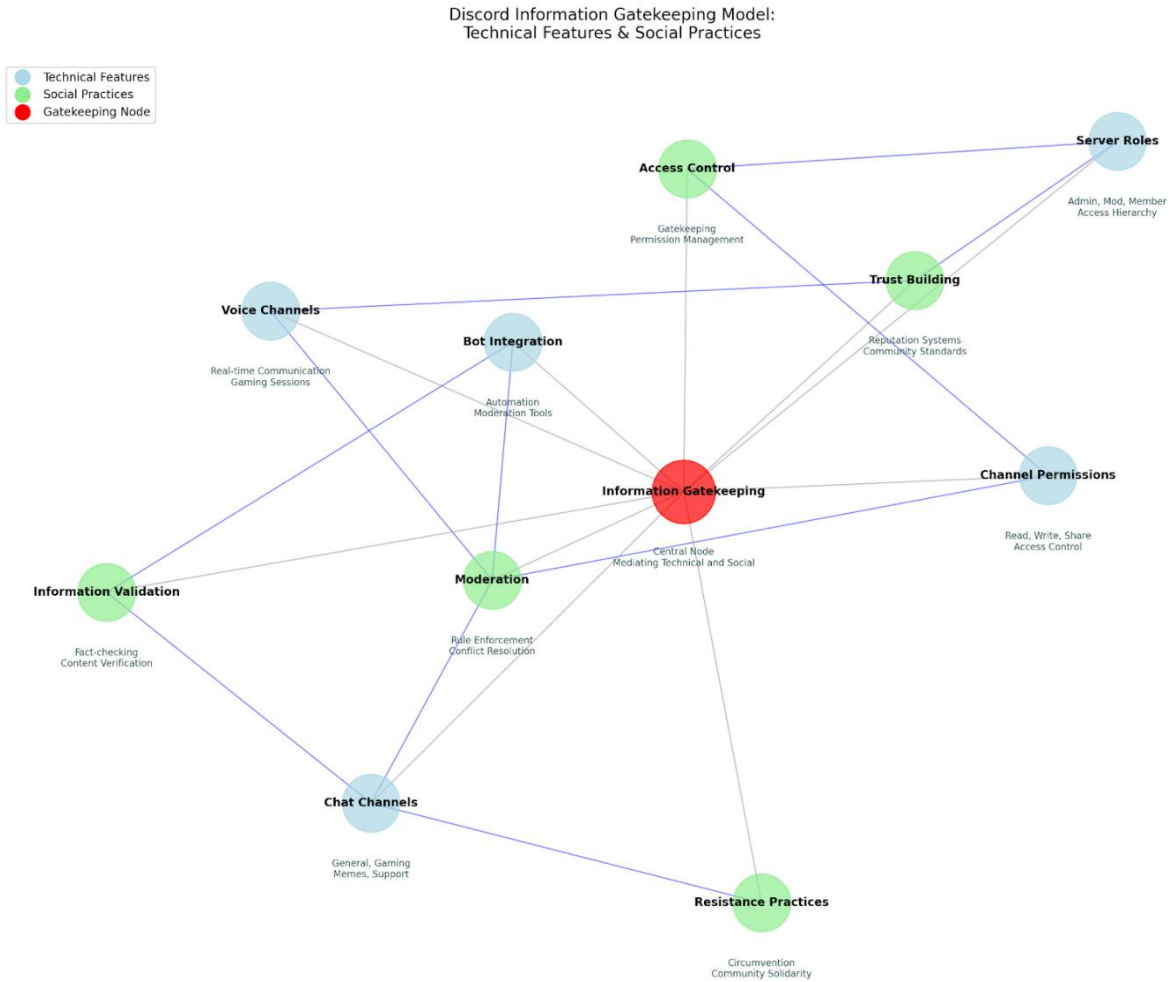 Discord Information Gatekeeping Model:
Technical Features & Social Practices
Technical Features
Social Practices
Gatekeeping Node
Server Roles
Admin, Mod, Member
Access Hierarchy
Access Control
Gatekeeping
Permission Management
Trust Building
Reputation Systems
Community Standards
Voice Channels
Real-time Communication
Gaming Sessions
Bot Integration
Automation
Moderation Tools
Channel Permissions
Read, Write, Share
Access Control
Information Gatekeeping
Central Node
Mediating Technical and Social
Information Validation
Fact-checking
Content Verification
Moderation
Rule Enforcement
Conflict Resolution
Chat Channels
General, Gaming
Memes, Support
Resistance Practices
Circumvention
Community Solidarity